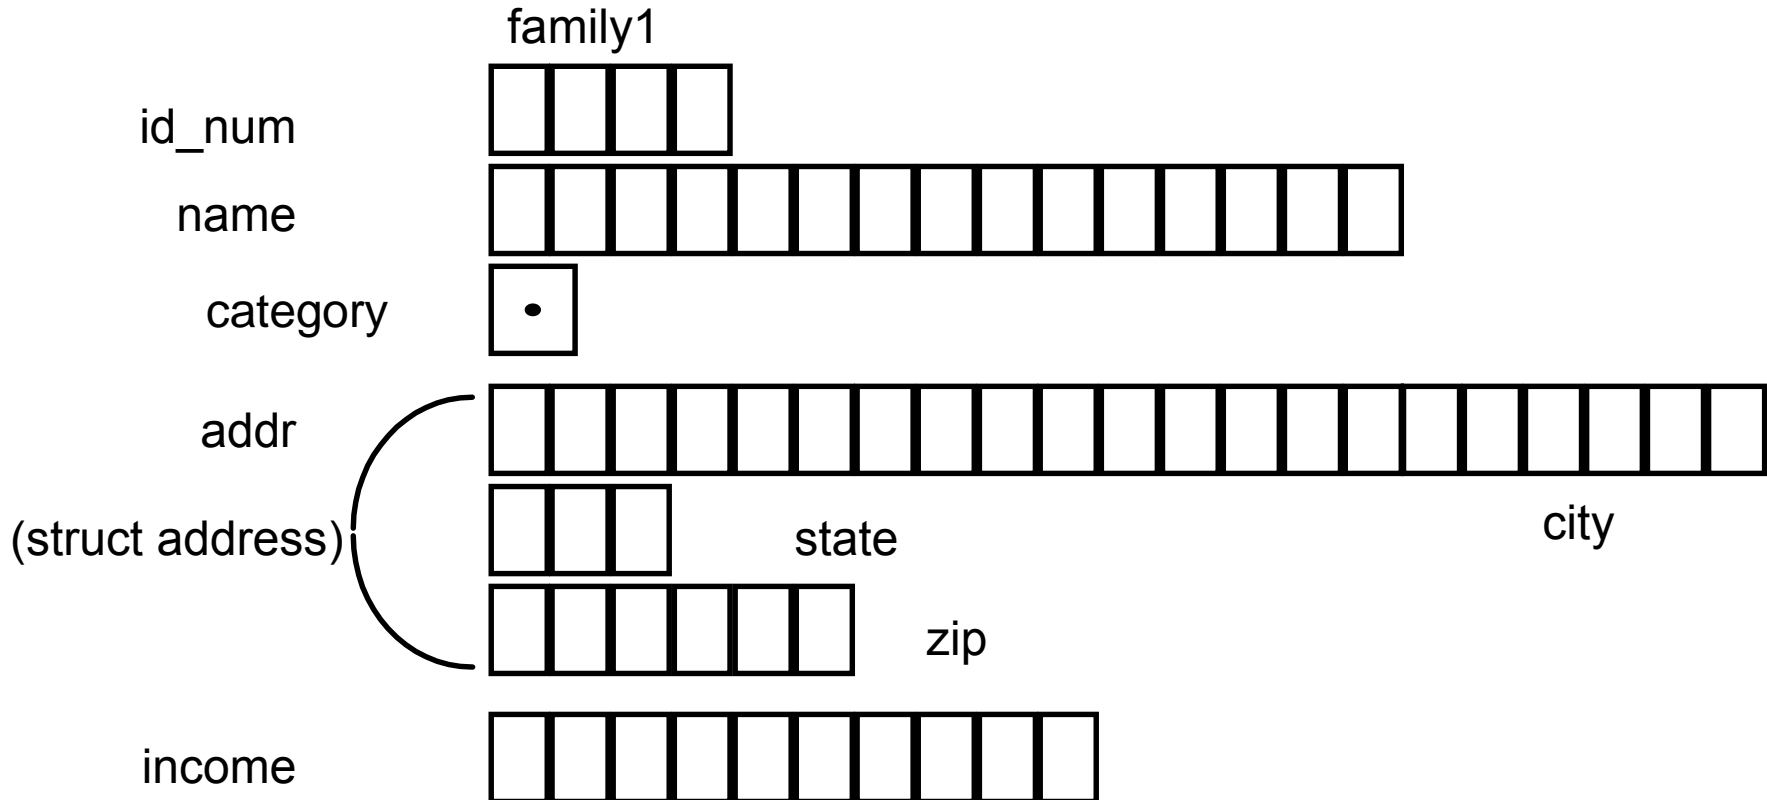 family1
id_num
name
category
addr
city
(struct address)
state
zip
income